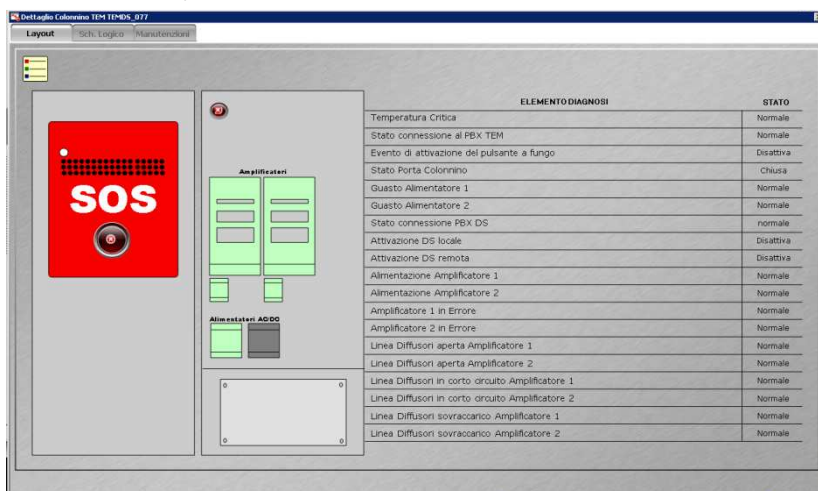 Dettaglio Colonnino TEM TEMDS_077
Layout Sch. Logico Manutenzioni
SOS
Amplificatori
Alimentatori AC/DC
ELEMENTO DIAGNOSI STATO
Temperatura Critica Normale
Stato connessione al PBX TEM Normale
Evento di attivazione del pulsante a fungo Disattiva
Stato Porta Colonnino Chiusa
Guasto Alimentatore 1 Normale
Guasto Alimentatore 2 Normale
Stato connessione PBX DS normale
Attivazione DS locale Disattiva
Attivazione DS remota Disattiva
Alimentazione Amplificatore 1 Normale
Alimentazione Amplificatore 2 Normale
Amplificatore 1 in Errore Normale
Amplificatore 2 in Errore Normale
Linea Diffusori aperta Amplificatore 1 Normale
Linea Diffusori aperta Amplificatore 2 Normale
Linea Diffusori in corto circuito Amplificatore 1 Normale
Linea Diffusori in corto circuito Amplificatore 2 Normale
Linea Diffusori sovraccarico Amplificatore 1 Normale
Linea Diffusori sovraccarico Amplificatore 2 Normale